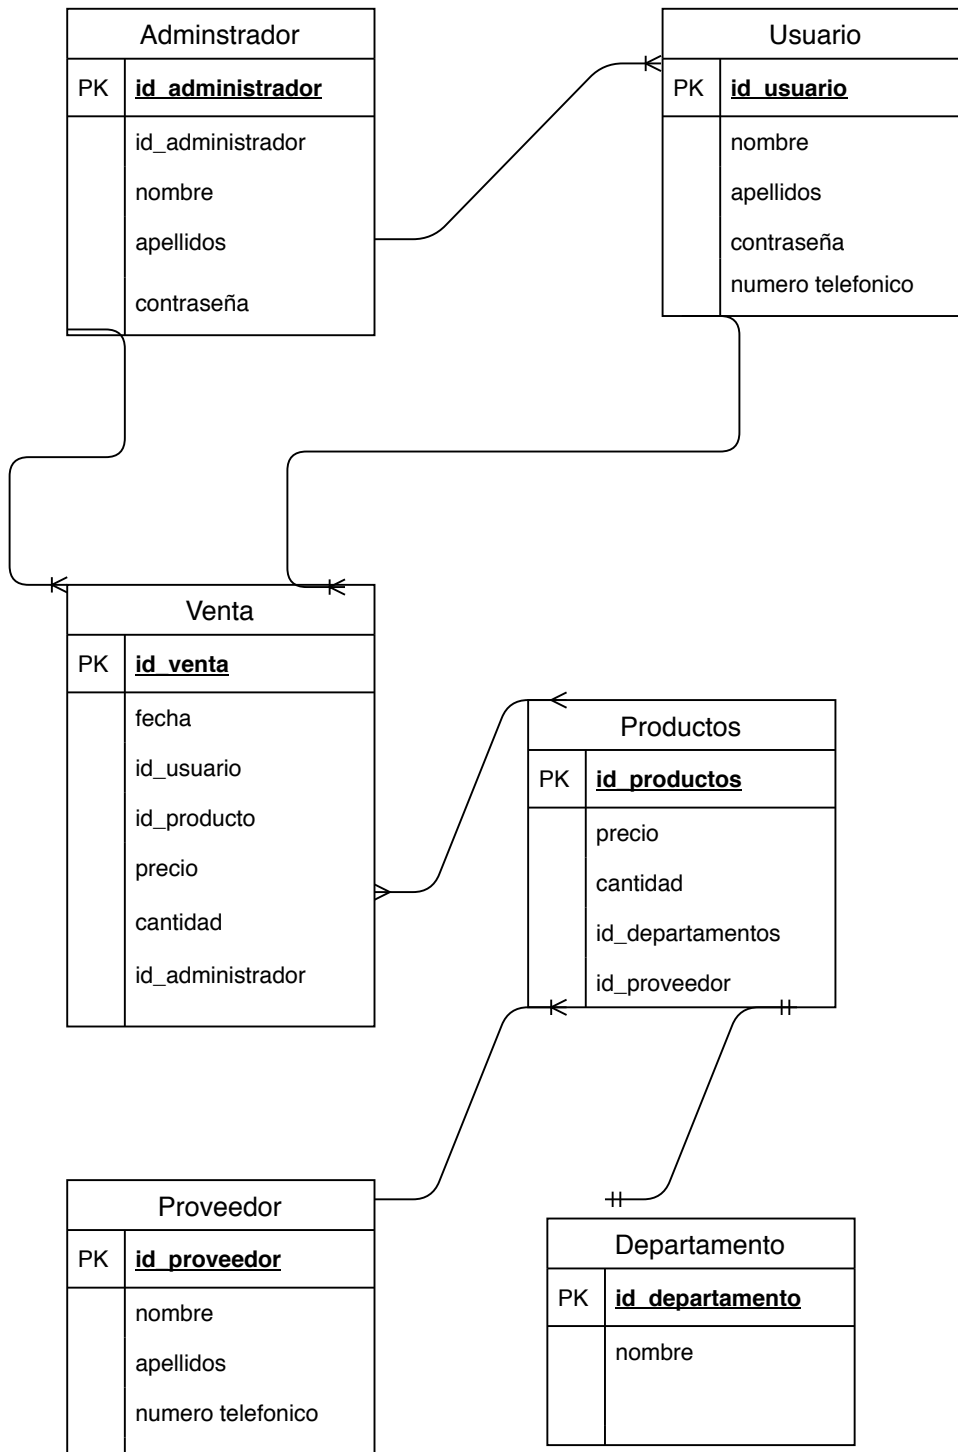 Adminstrador
PK id_administrador
id_administrador
nombre
apellidos
contraseña
Usuario
PK id_usuario
nombre
apellidos
contraseña
numero telefonico
Venta
PK id_venta
fecha
id_usuario
id_producto
precio
cantidad
id_administrador
Productos
PK id_productos
precio
cantidad
id_departamentos
id_proveedor
Proveedor
PK id_proveedor
nombre
apellidos
numero telefonico
Departamento
PK id_departamento
nombre